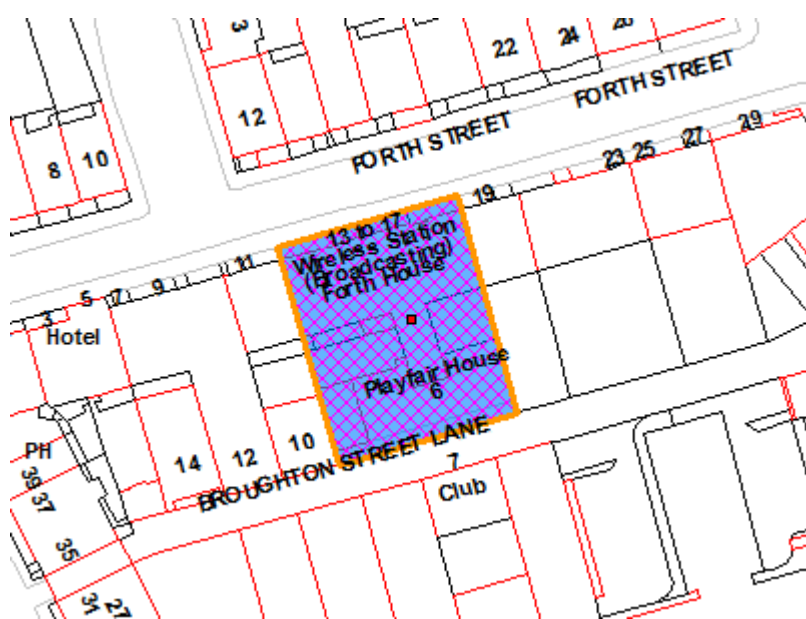 3
22
24
26
12
FORTH STREET
FORTH STREET
8
10
29
27
23 25
19
13 to 17
Wireless Station
(Broadcasting)
Forth House
11
9
7
5
3
Hotel
Playfair House
6
10
12
14
BROUGHTON STREET LANE
7
Club
PH
39
37
35
31
27